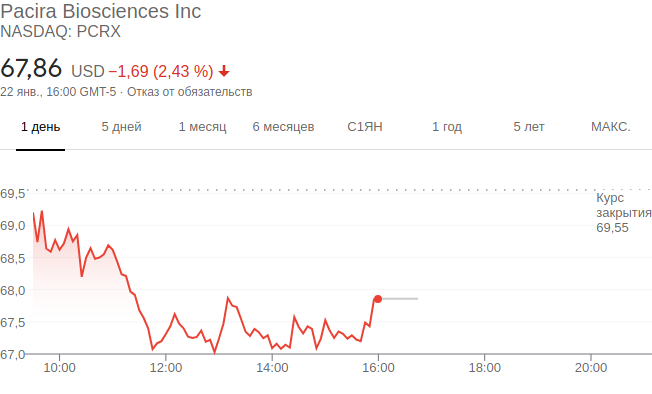 Pacira Biosciences Inc
NASDAQ: PCRX
67,86 USD −1,69 (2,43 %)
22 янв., 16:00 GMT-5 · Отказ от обязательств
1 день 5 дней 1 месяц 6 месяцев С1ЯН 1 год 5 лет МАКС.
69,5
Курс
закрытия
69,55
69,0
68,5
68,0
67,5
67,0
10:00 12:00 14:00 16:00 18:00 20:00